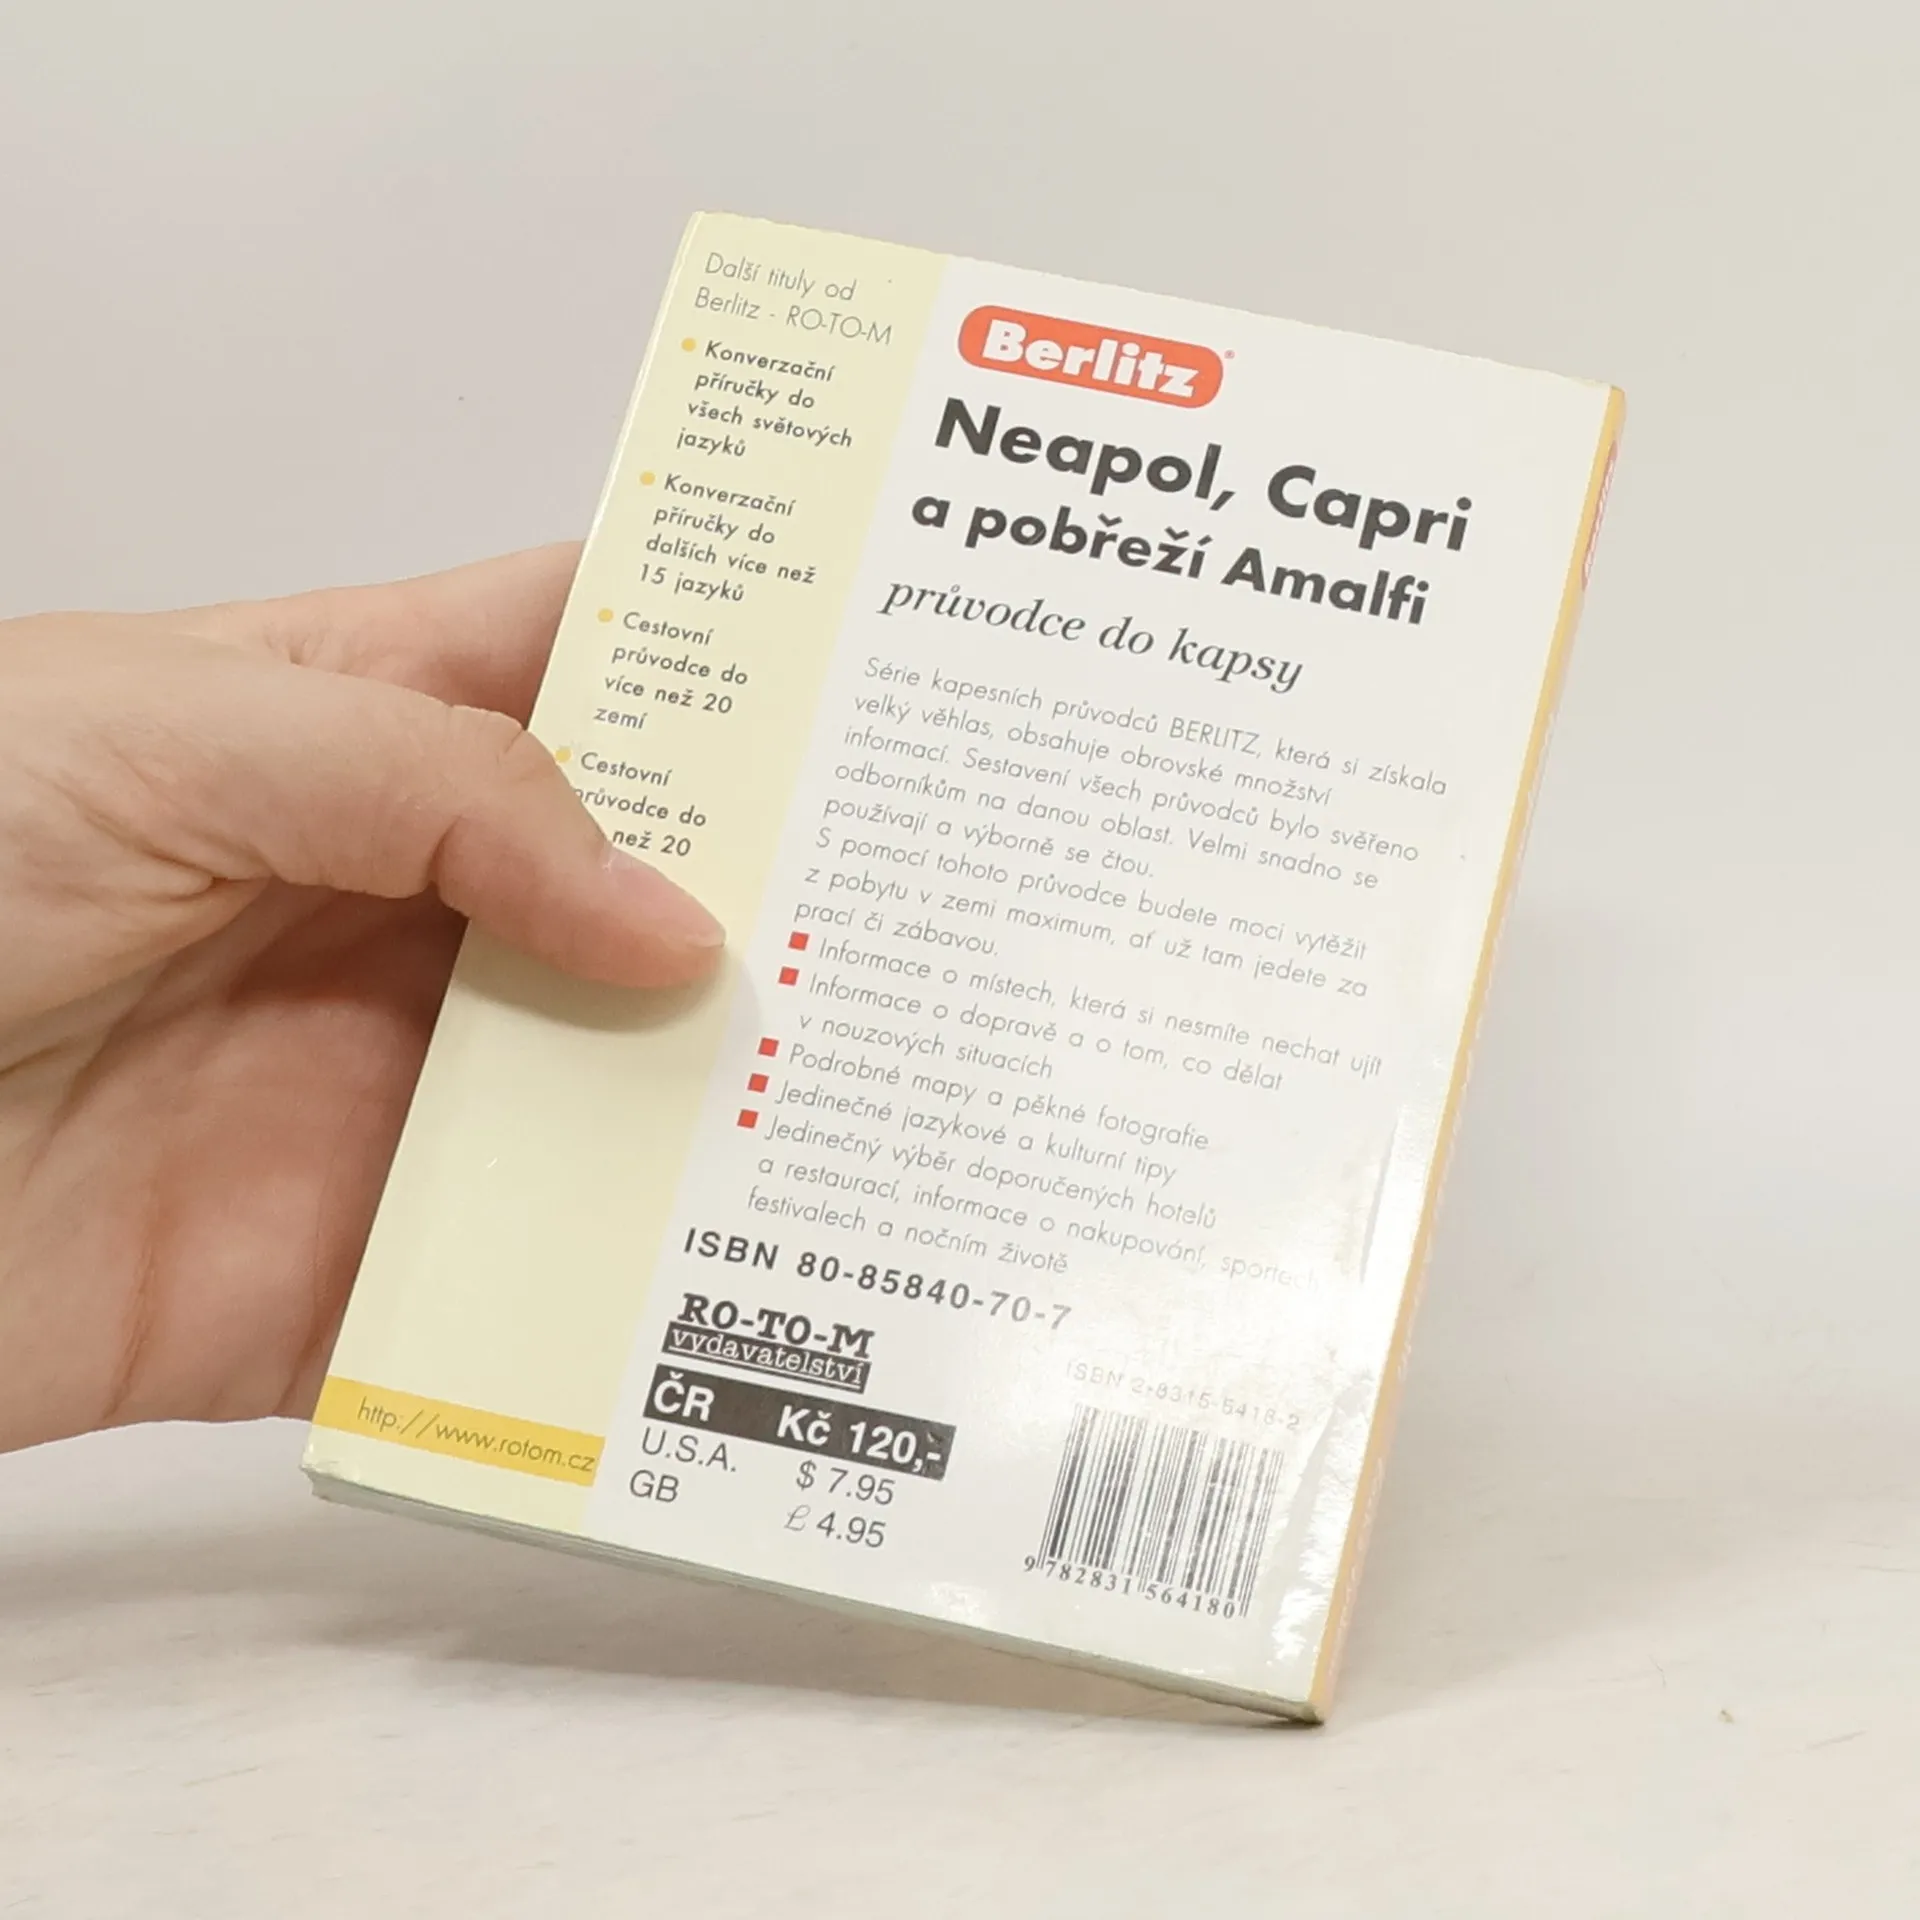 Další tituly od
Berlitz - RO-TO-M
Konverzační
příručky do
všech světových
jazyků
Konverzační
příručky do
dalších více než
15 jazyků
Cestovní
průvodce do
více než 20
zemí
Cestovní
průvodce do
než 20
http://www.rotom.cz
Berlitz®
Neapol, Capri
a pobřeží Amalfi
průvodce do kapsy
Série kapesních průvodců BERLITZ, která si získala
velký věhlas, obsahuje obrovské množství
informací. Sestavení všech průvodců bylo svěřeno
odborníkům na danou oblast. Velmi snadno se
používají a výborně se čtou.
S pomocí tohoto průvodce budete moci vytěžit
z pobytu v zemi maximum, ať už tam jedete za
prací či zábavou.
Informace o místech, která si nesmíte nechat ujít
Informace o dopravě a o tom, co dělat
v nouzových situacích
Podrobné mapy a pěkné fotografie
Jedinečné jazykové a kulturní tipy
Jedinečný výběr doporučených hotelů
a restaurací, informace o nakupování, sportech,
festivalech a nočním životě
ISBN 80-85840-70-7
RO-TO-M
vydavatelství
ČR Kč 120,-
U.S.A. $ 7.95
GB £ 4.95
ISBN 2-8315-6418-2
9 782831 564180